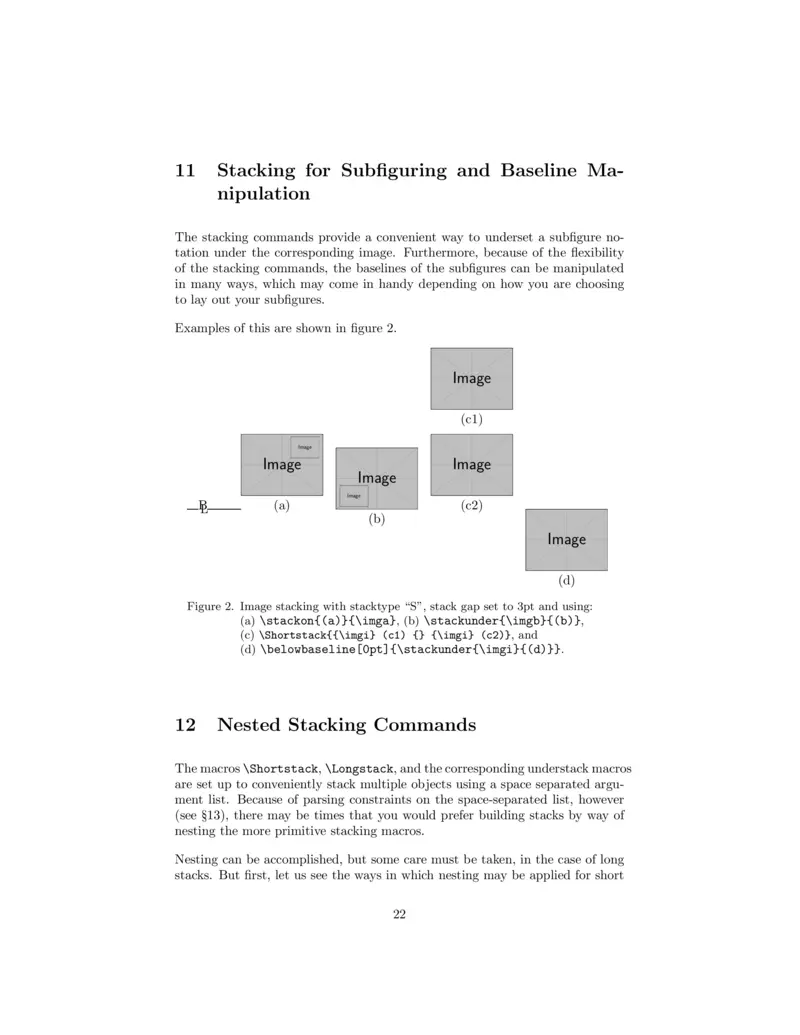 11 Stacking for Subfiguring and Baseline Ma-
nipulation
The stacking commands provide a convenient way to underset a subfigure no-
tation under the corresponding image. Furthermore, because of the flexibility
of the stacking commands, the baselines of the subfigures can be manipulated
in many ways, which may come in handy depending on how you are choosing
to lay out your subfigures.
Examples of this are shown in figure 2.
Image
(c1)
Image
Image
Image
Image
Image
B
L
(a)
(c2)
(b)
Image
(d)
Figure 2. Image stacking with stacktype “S”, stack gap set to 3pt and using:
(a) \stackon{(a)}{\imga}, (b) \stackunder{\imgb}{(b)},
(c) \Shortstack{{\imgi} (c1) {} {\imgi} (c2)}, and
(d) \belowbaseline[0pt]{\stackunder{\imgi}{(d)}}.
12 Nested Stacking Commands
The macros \Shortstack, \Longstack, and the corresponding understack macros
are set up to conveniently stack multiple objects using a space separated argu-
ment list. Because of parsing constraints on the space-separated list, however
(see §13), there may be times that you would prefer building stacks by way of
nesting the more primitive stacking macros.
Nesting can be accomplished, but some care must be taken, in the case of long
stacks. But first, let us see the ways in which nesting may be applied for short
22